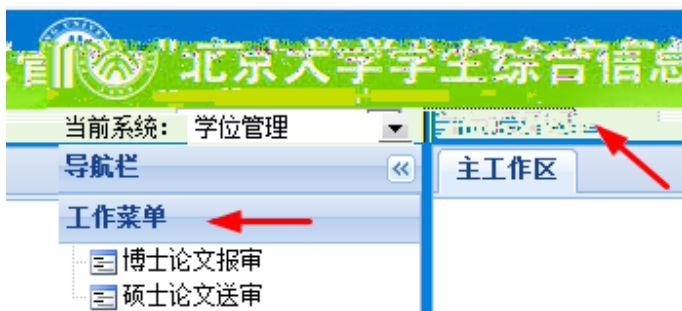 北京大学学生综合信息
当前系统： 学位管理
导航栏
主工作区
工作菜单
博士论文报审
硕士论文送审